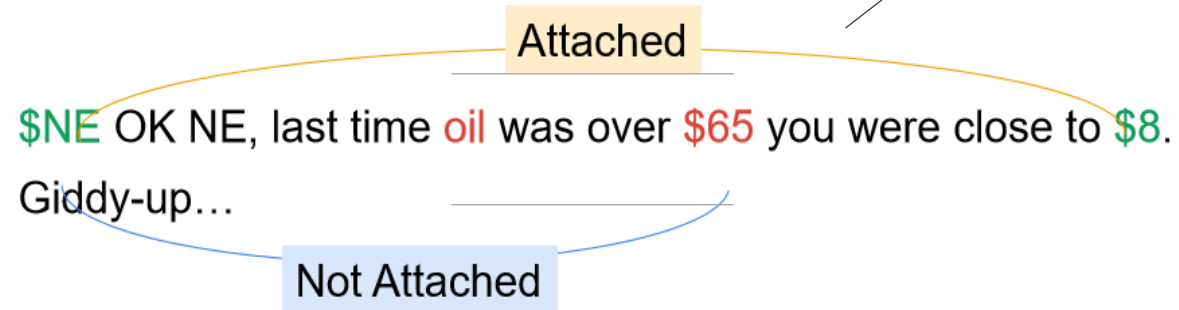 Attached
$NE OK NE, last time oil was over $65 you were close to $8.
Giddy-up…
Not Attached